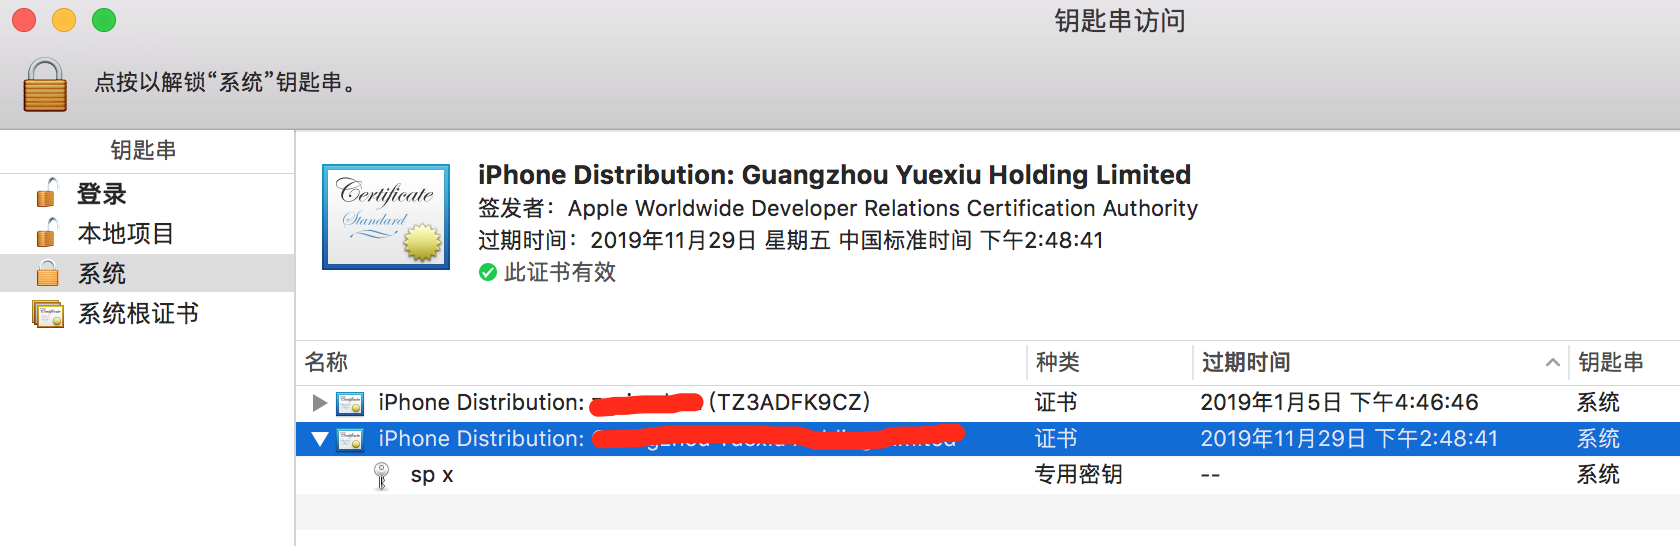 钥匙串访问
点按以解锁“系统”钥匙串。
钥匙串
登录
本地项目
系统
系统根证书
Certificate
Standard
iPhone Distribution: Guangzhou Yuexiu Holding Limited
签发者：Apple Worldwide Developer Relations Certification Authority
过期时间：2019年11月29日 星期五 中国标准时间 下午2:48:41
此证书有效
名称 种类 过期时间 钥匙串
iPhone Distribution: (TZ3ADFK9CZ) 证书 2019年1月5日 下午4:46:46 系统
iPhone Distribution: 证书 2019年11月29日 下午2:48:41 系统
sp x 专用密钥 -- 系统